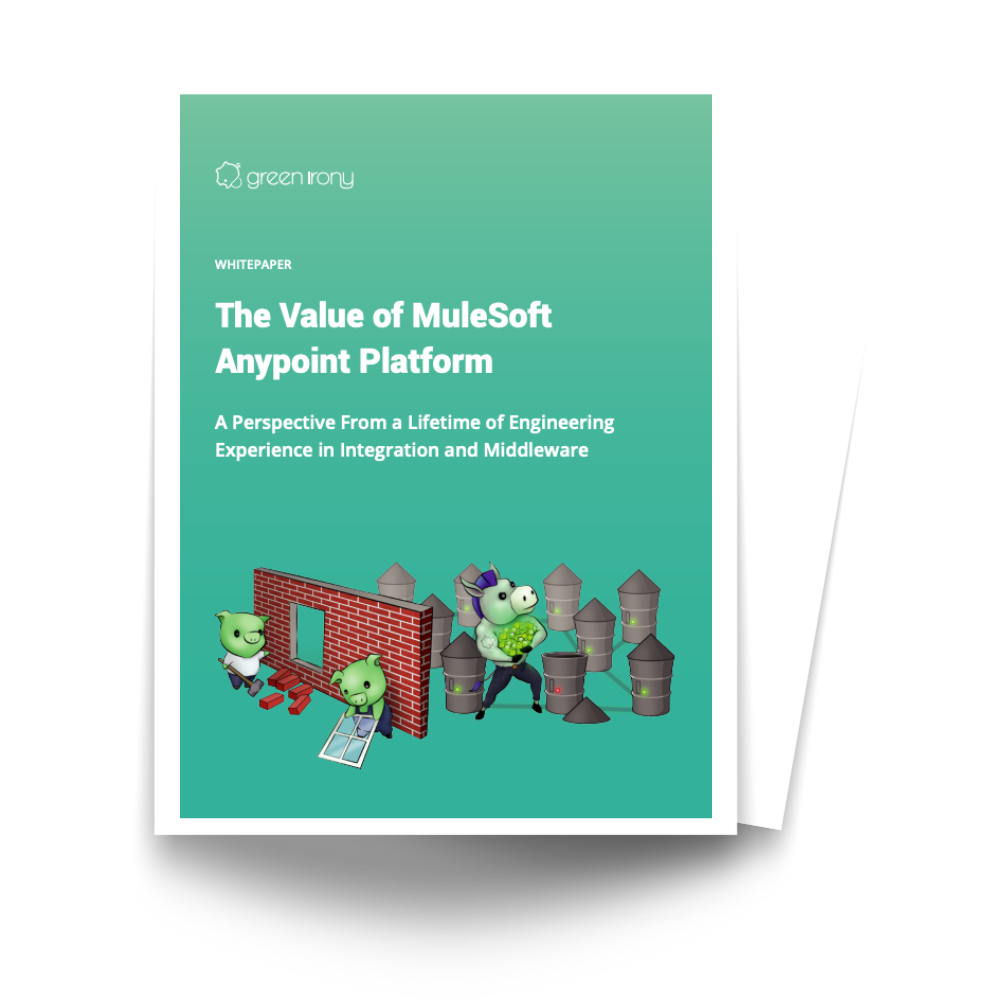 green irony
WHITEPAPER
The Value of MuleSoft
Anypoint Platform
A Perspective From a Lifetime of Engineering
Experience in Integration and Middleware